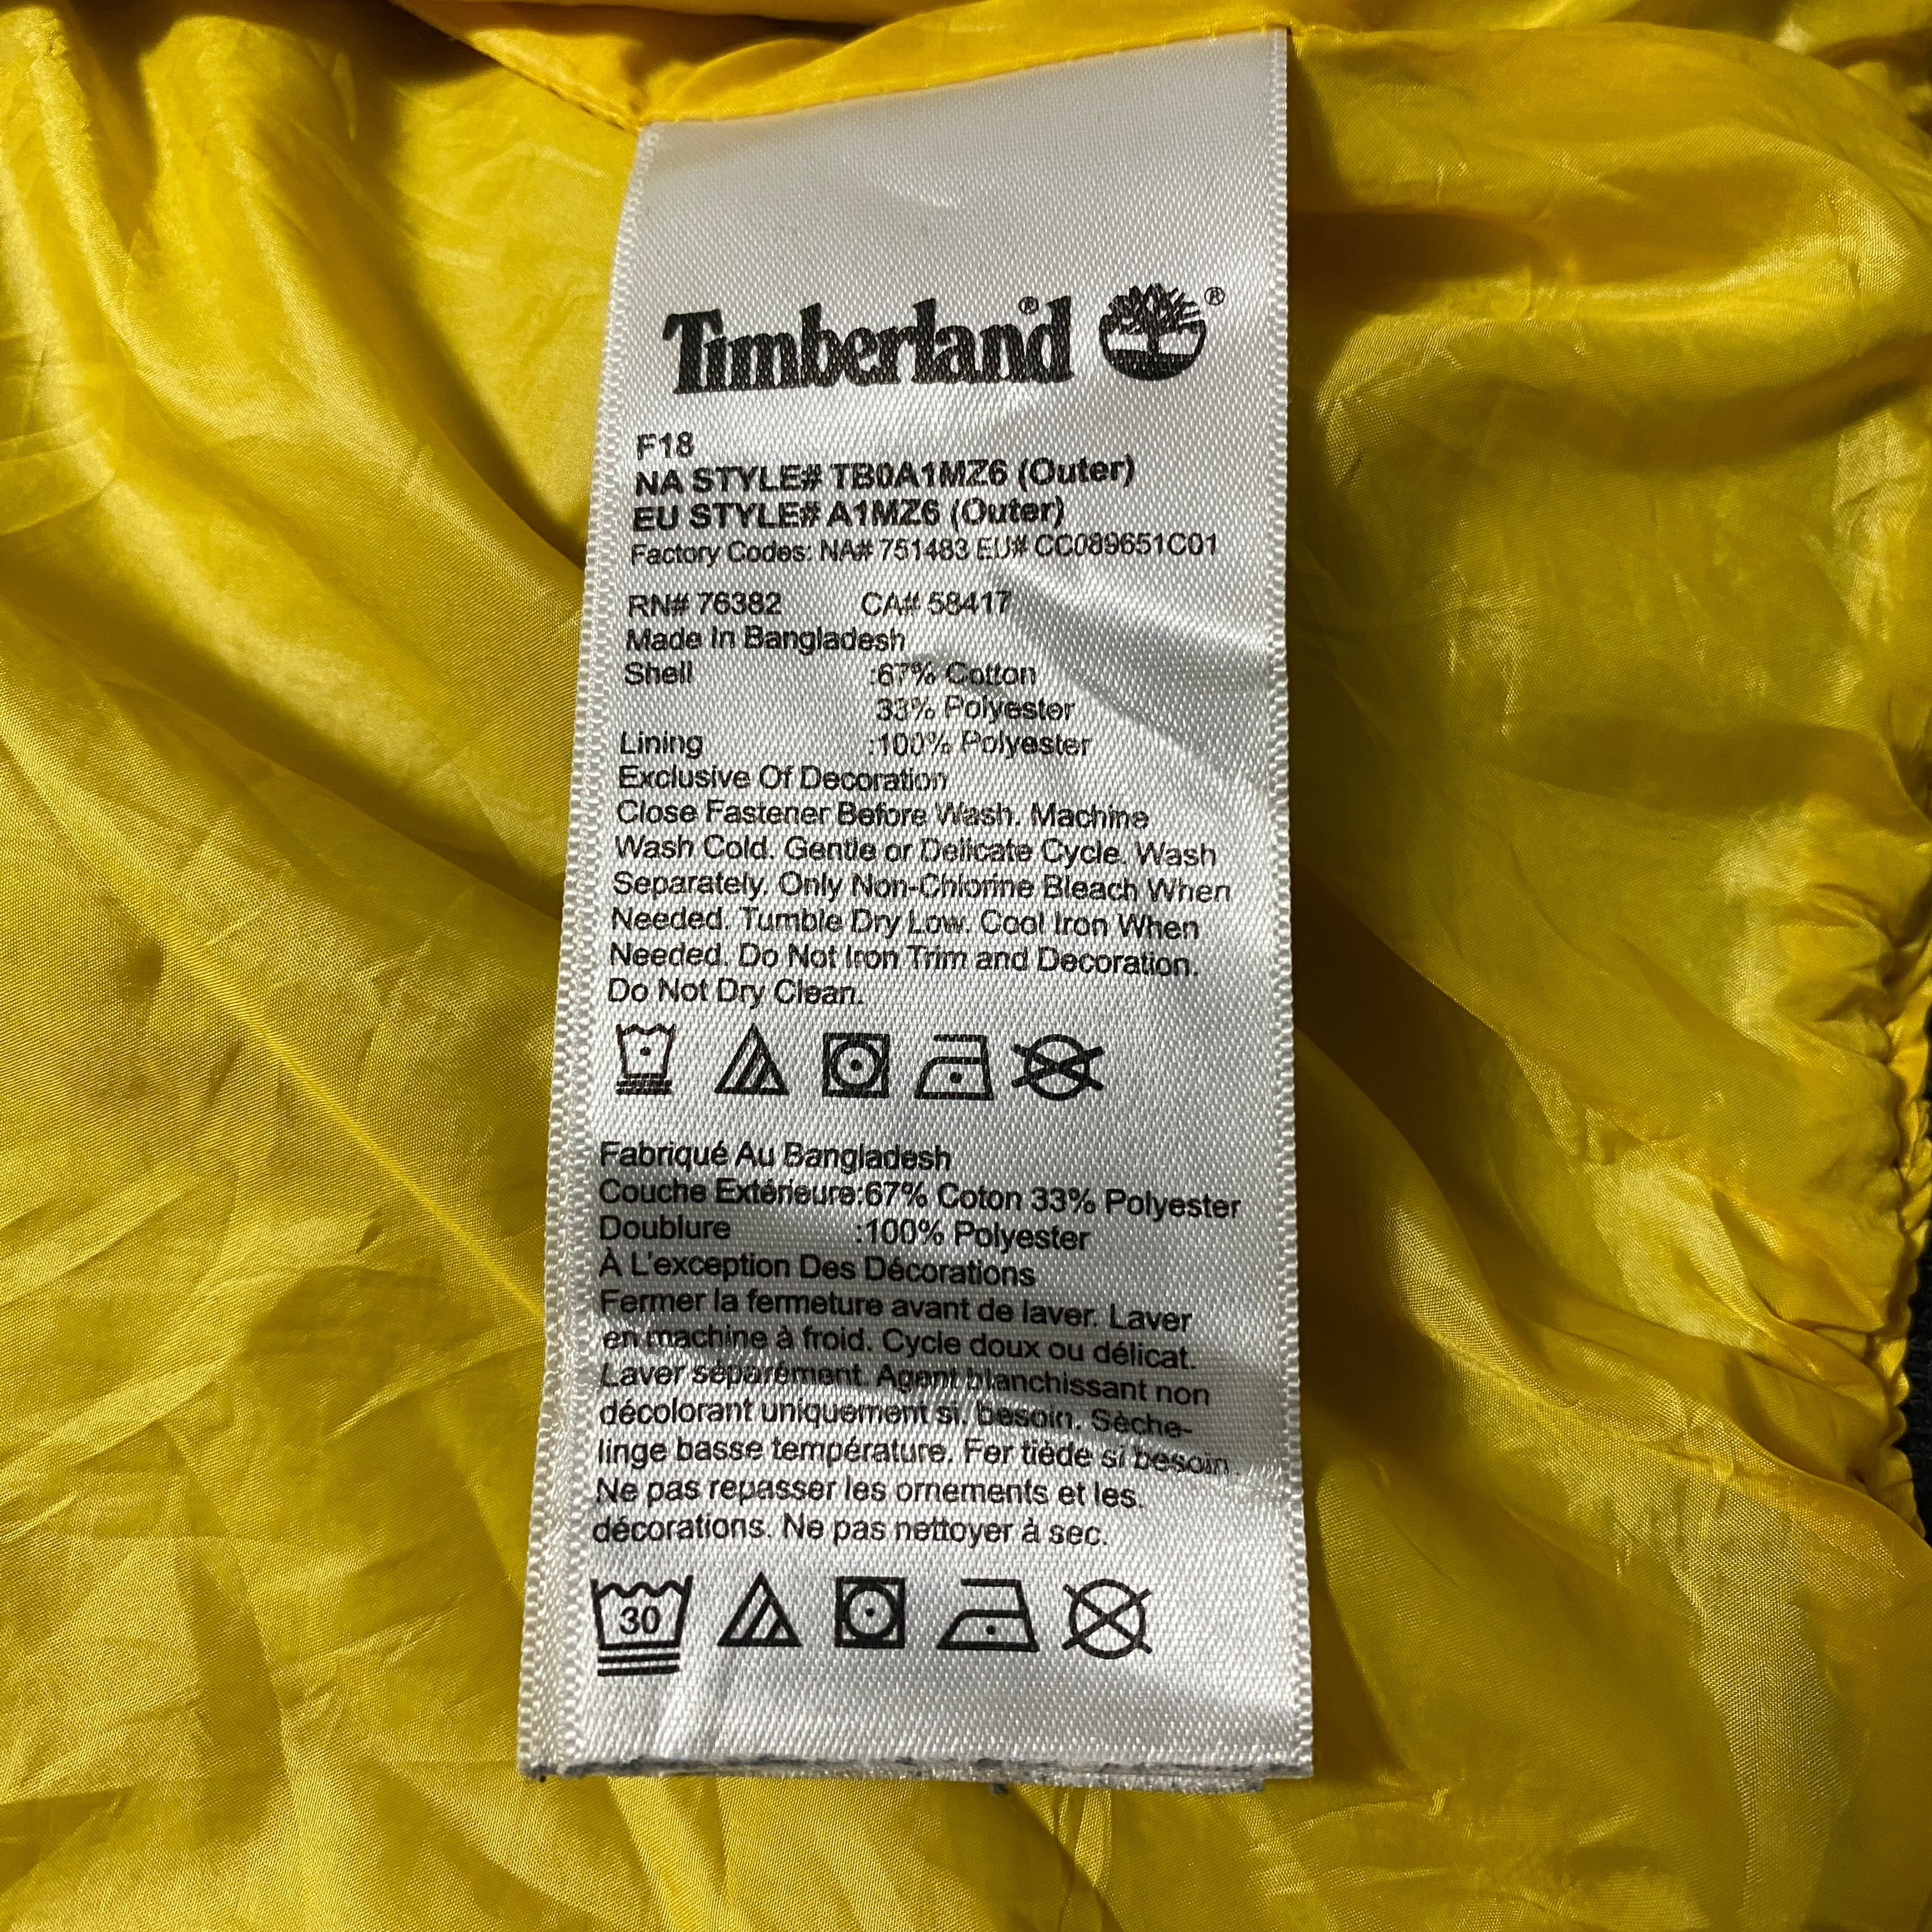 Timberland® ®
F18
NA STYLE# TB0A1MZ6 (Outer)
EU STYLE# A1MZ6 (Outer)
Factory Codes: NA# 751483 EU# CC089651C01
RN# 76382 CA# 58417
Made In Bangladesh
Shell :67% Cotton
33% Polyester
Lining :100% Polyester
Exclusive Of Decoration
Close Fastener Before Wash. Machine
Wash Cold. Gentle or Delicate Cycle. Wash
Separately. Only Non-Chlorine Bleach When
Needed. Tumble Dry Low. Cool Iron When
Needed. Do Not Iron Trim and Decoration.
Do Not Dry Clean.
Fabriqué Au Bangladesh
Couche Extérieure:67% Coton 33% Polyester
Doublure :100% Polyester
À L'exception Des Décorations
Fermer la fermeture avant de laver. Laver
en machine à froid. Cycle doux ou délicat.
Laver séparément. Agent blanchissant non
décolorant uniquement si. besoin. Sèche-
linge basse température. Fer tiède si besoin.
Ne pas repasser les ornements et les.
décorations. Ne pas nettoyer à sec.
30